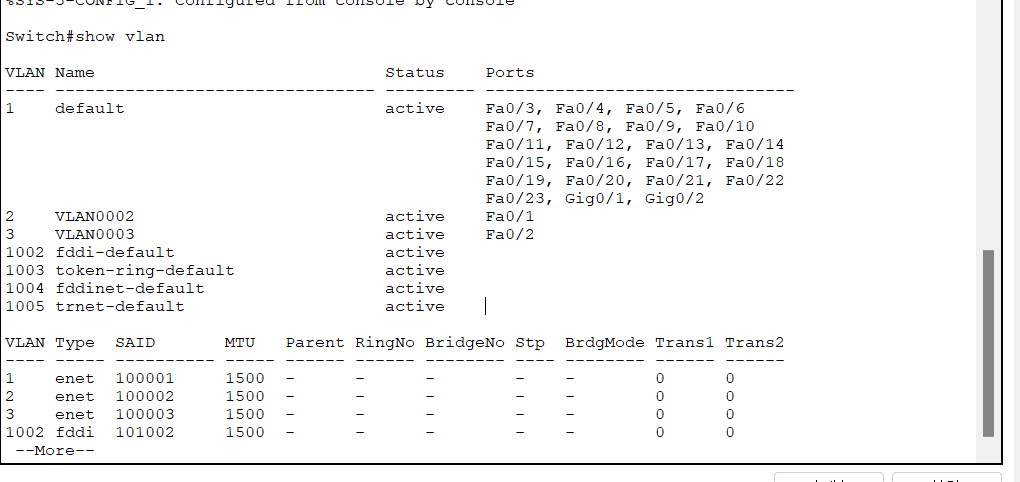 %SYS-5-CONFIG_I: Configured from console by console
Switch#show vlan
VLAN Name Status Ports
---- -------------------------------- --------- -------------------------------
1 default active Fa0/3, Fa0/4, Fa0/5, Fa0/6
Fa0/7, Fa0/8, Fa0/9, Fa0/10
Fa0/11, Fa0/12, Fa0/13, Fa0/14
Fa0/15, Fa0/16, Fa0/17, Fa0/18
Fa0/19, Fa0/20, Fa0/21, Fa0/22
Fa0/23, Gig0/1, Gig0/2
2 VLAN0002 active Fa0/1
3 VLAN0003 active Fa0/2
1002 fddi-default active
1003 token-ring-default active
1004 fddinet-default active
1005 trnet-default active
VLAN Type SAID MTU Parent RingNo BridgeNo Stp BrdgMode Trans1 Trans2
---- ----- ---------- ----- ------ ------ -------- ---- -------- ------ ------
1 enet 100001 1500 - - - - - 0 0
2 enet 100002 1500 - - - - - 0 0
3 enet 100003 1500 - - - - - 0 0
1002 fddi 101002 1500 - - - - - 0 0
--More--